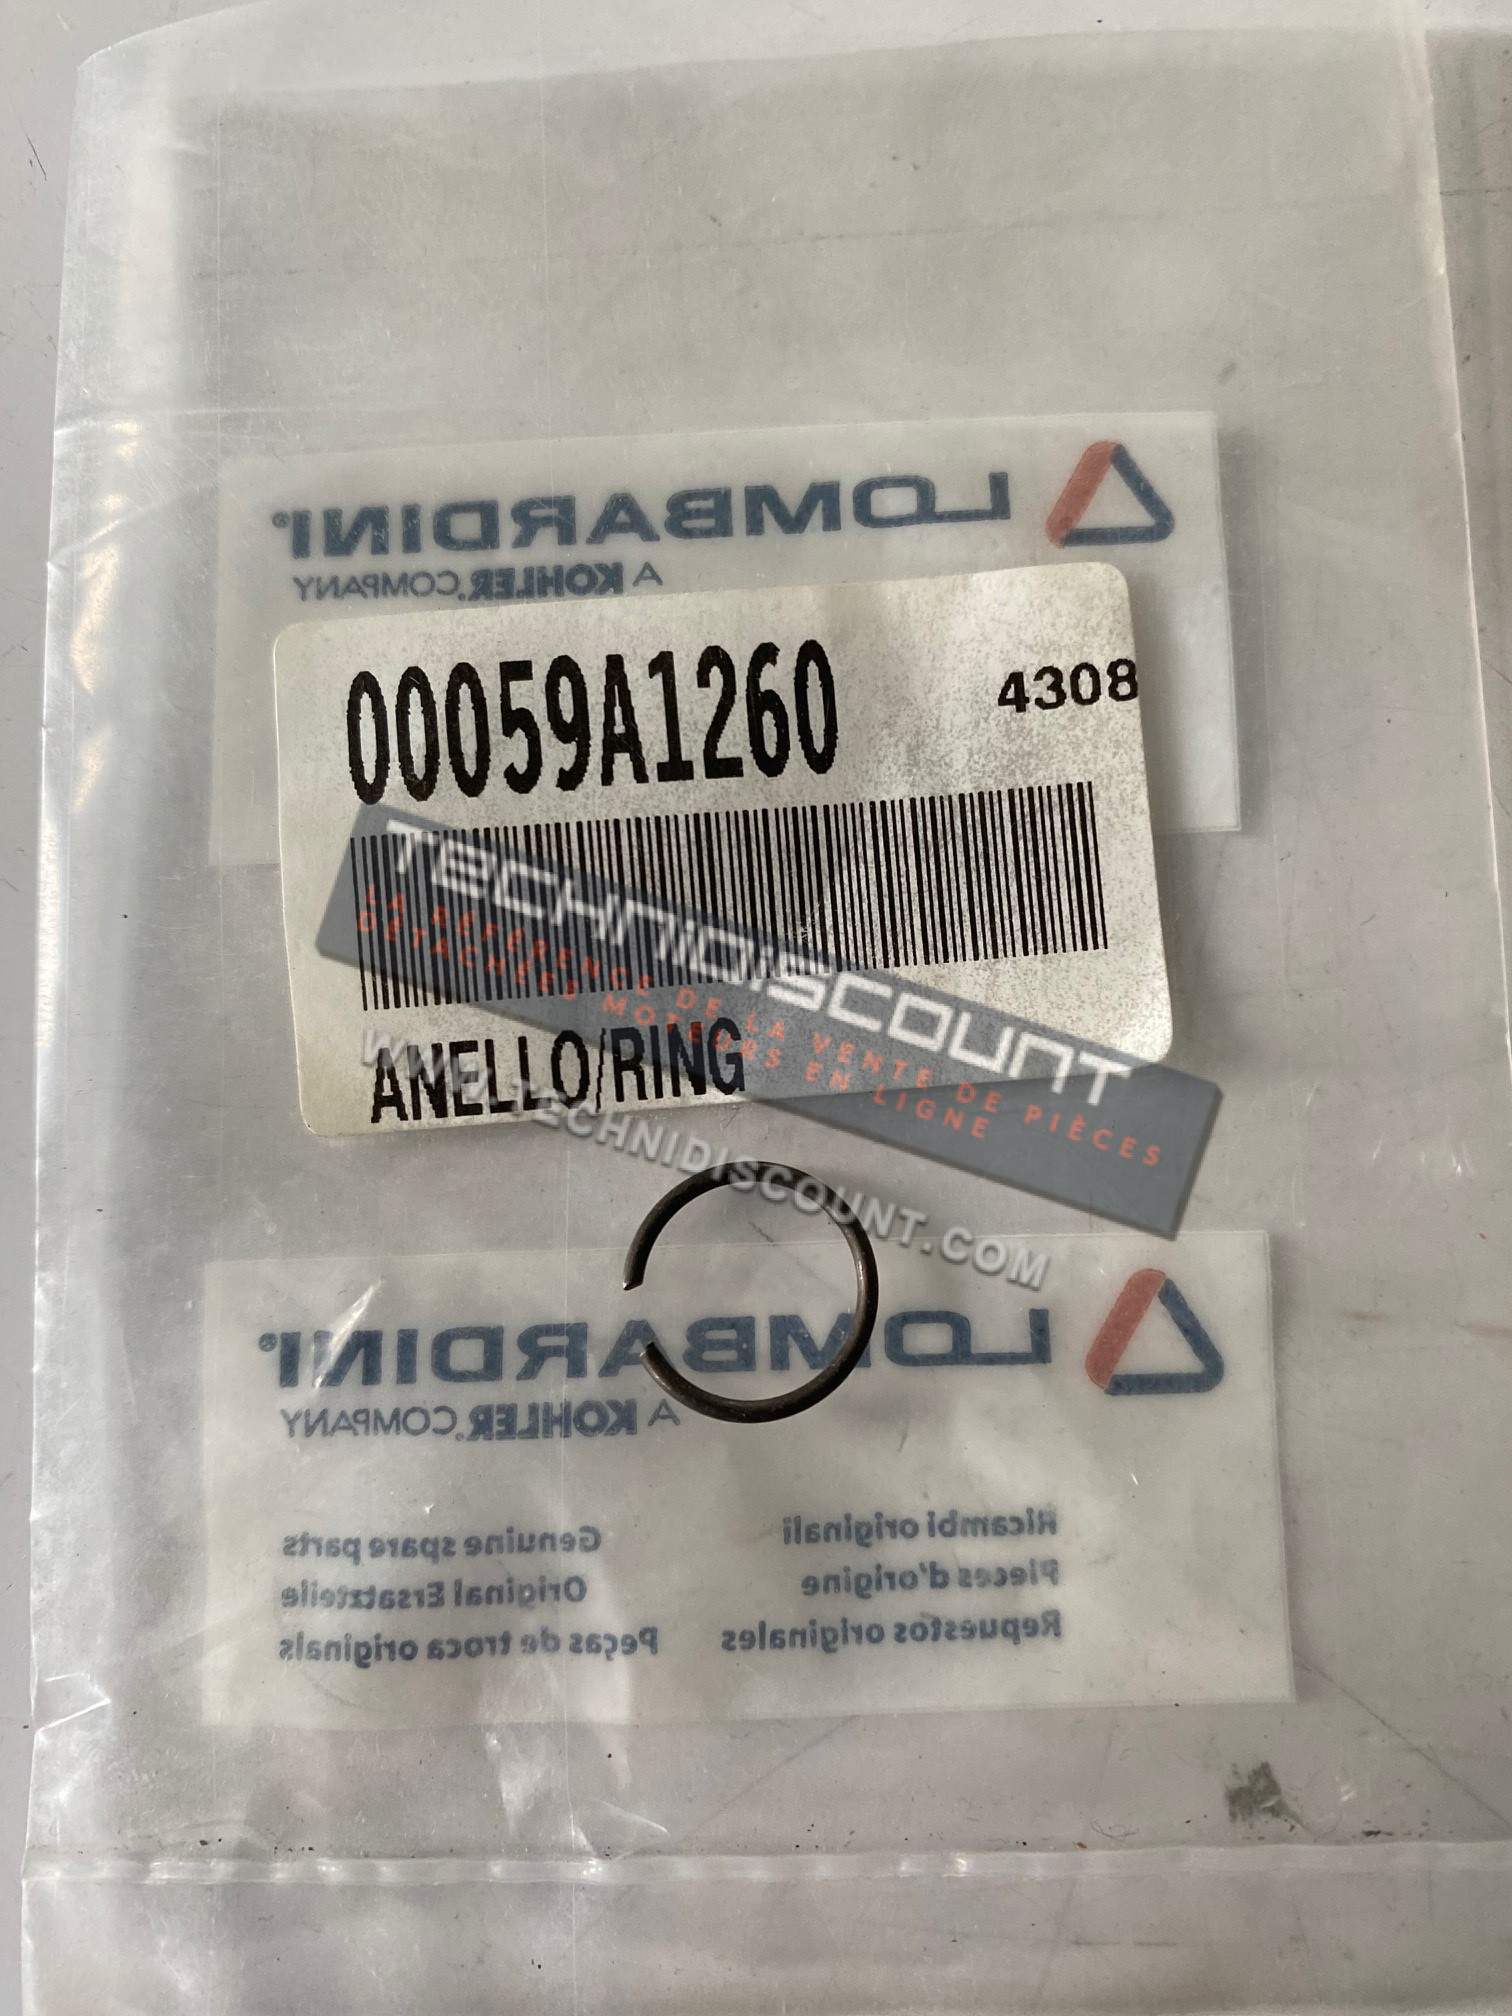 LOMBARDINI®
A KOHLER® COMPANY
00059A1260
4308
TECHNIDISCOUNT
LA RÉFÉRENCE DE LA VENTE DE PIÈCES
DÉTACHÉES MOTEURS EN LIGNE
ANELLO/RING
WWW.TECHNIDISCOUNT.COM
LOMBARDINI®
A KOHLER® COMPANY
Ricambi originali
Genuine spare parts
Pieces d'origine
Original Ersatzteile
Repuestos originales
Peças de troca originals